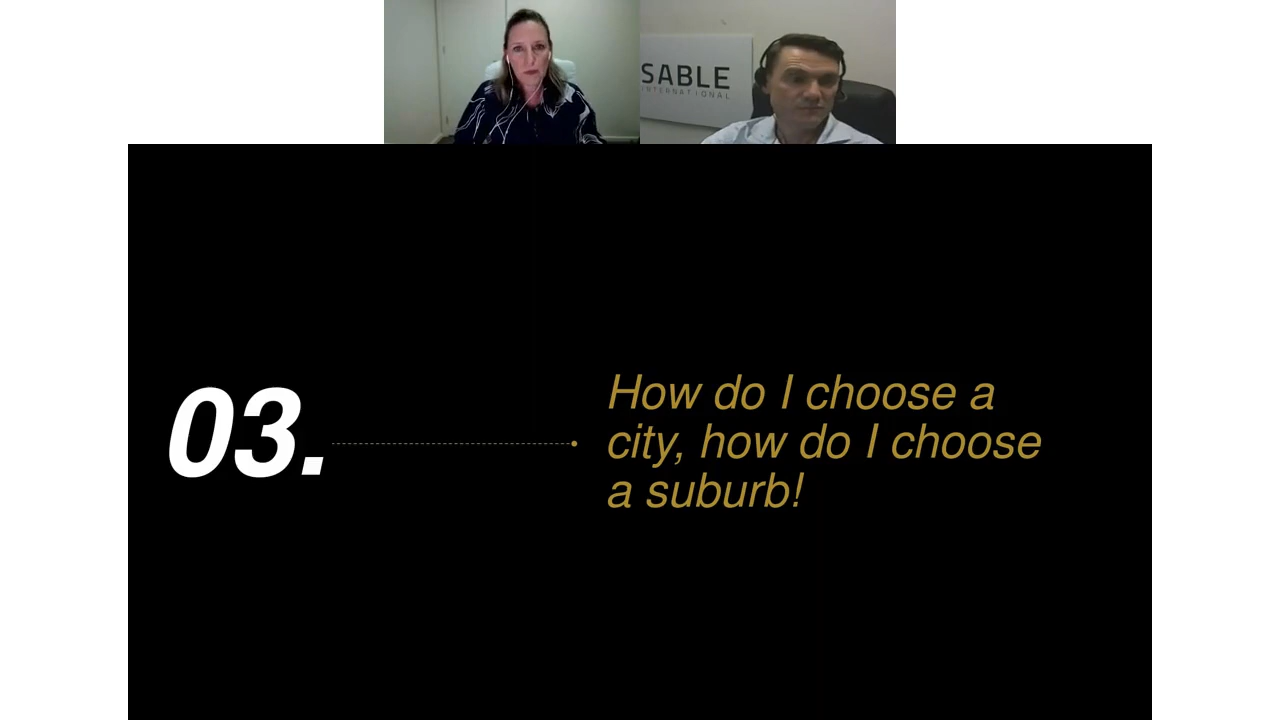 SABLE
INTERNATIONAL
03.
How do I choose a
city, how do I choose
a suburb!